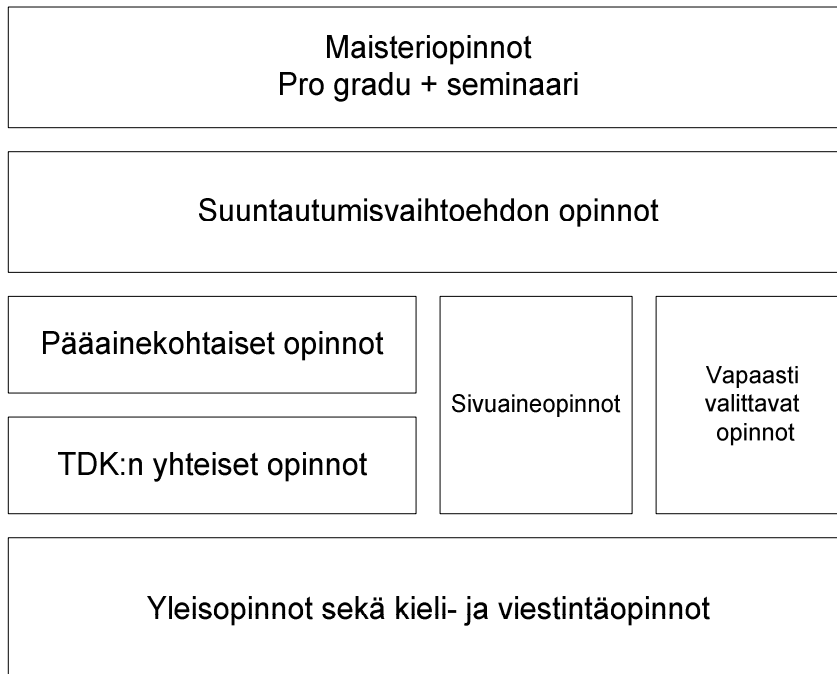 Maisteriopinnot
Pro gradu + seminaari
Suuntautumisvaihtoehdon opinnot
Pääainekohtaiset opinnot
TDK:n yhteiset opinnot
Sivuaineopinnot
Vapaasti
valittavat
opinnot
Yleisopinnot sekä kieli- ja viestintäopinnot